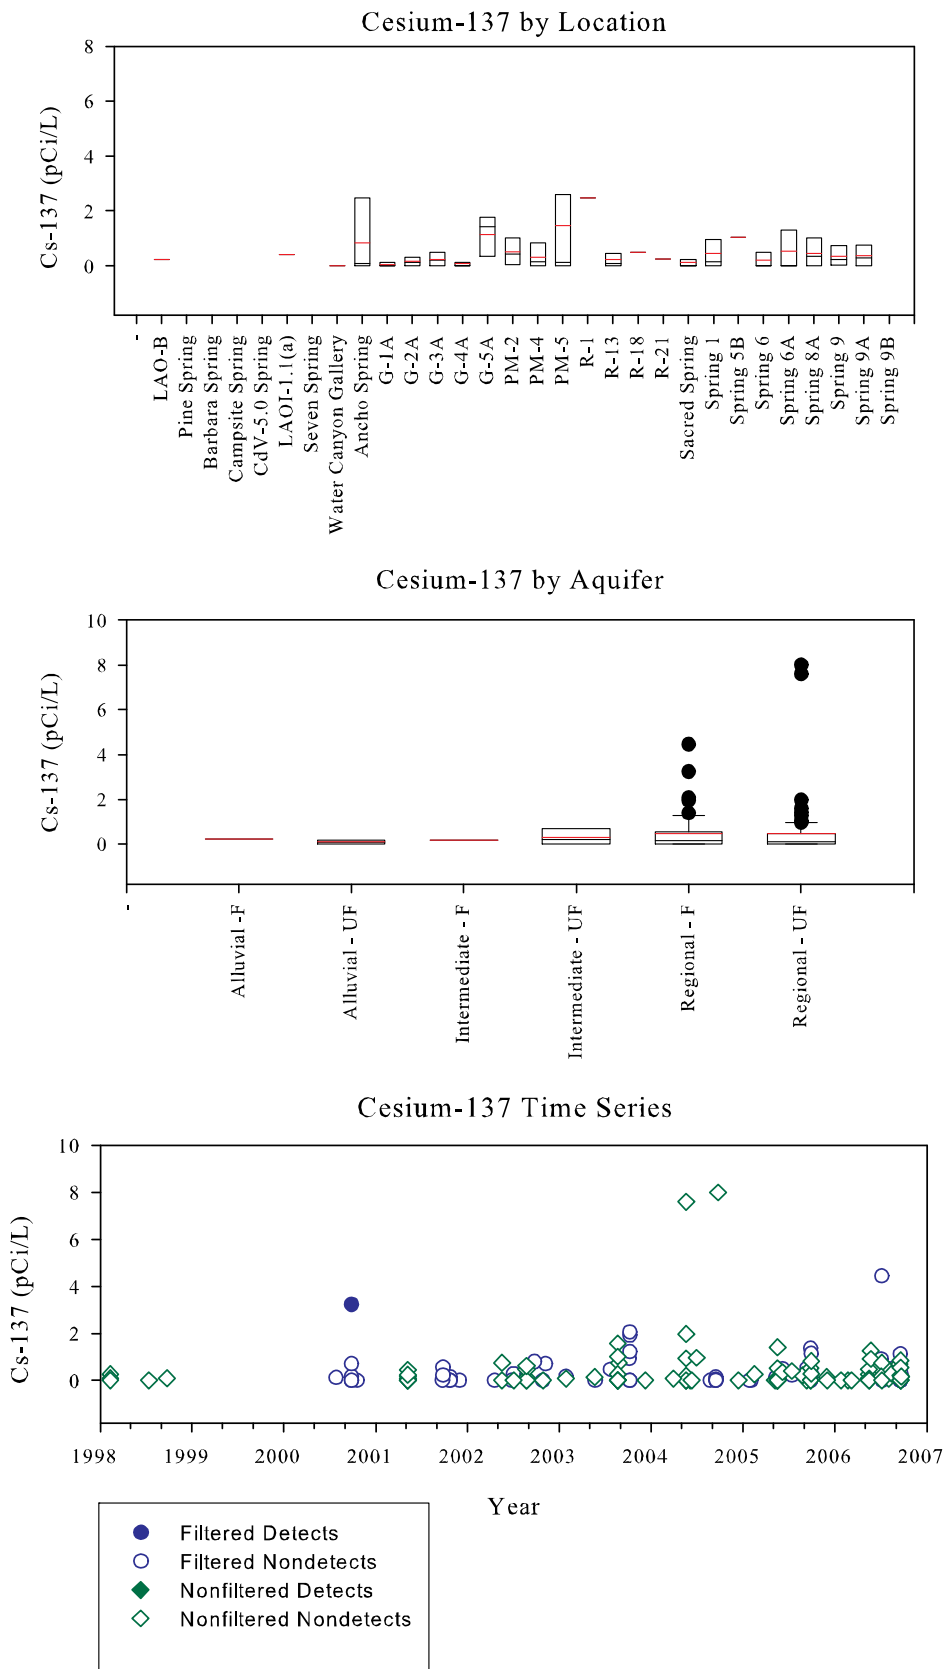 Cesium-137 by Location
Cs-137 (pCi/L)
8
6
4
2
0
-
LAO-B
Pine Spring
Barbara Spring
Campsite Spring
CdV-5.0 Spring
LAOI-1.1(a)
Seven Spring
Water Canyon Gallery
Ancho Spring
G-1A
G-2A
G-3A
G-4A
G-5A
PM-2
PM-4
PM-5
R-1
R-13
R-18
R-21
Sacred Spring
Spring 1
Spring 5B
Spring 6
Spring 6A
Spring 8A
Spring 9
Spring 9A
Spring 9B
Cesium-137 by Aquifer
Cs-137 (pCi/L)
10
8
6
4
2
0
-
Alluvial -F
Alluvial - UF
Intermediate - F
Intermediate - UF
Regional - F
Regional - UF
Cesium-137 Time Series
Cs-137 (pCi/L)
10
8
6
4
2
0
1998 1999 2000 2001 2002 2003 2004 2005 2006 2007
Year
Filtered Detects
Filtered Nondetects
Nonfiltered Detects
Nonfiltered Nondetects